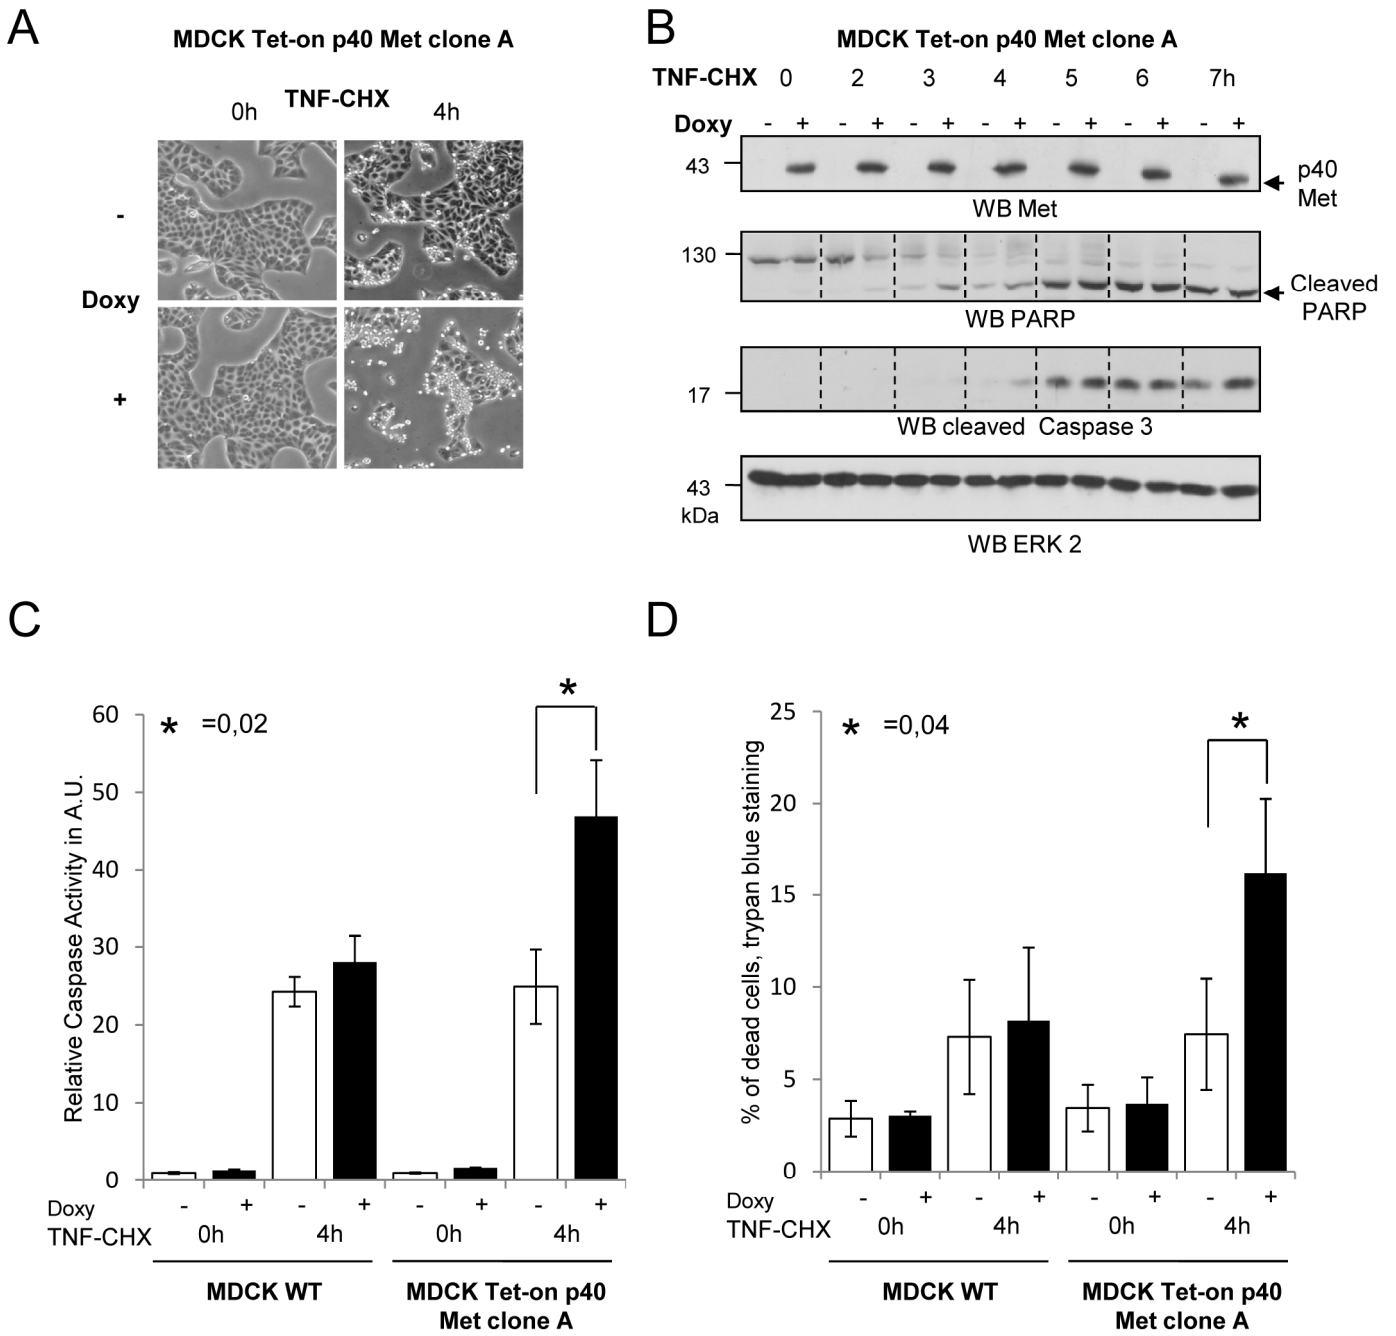 A
MDCK Tet-on p40 Met clone A
TNF-CHX
0h 4h
-
Doxy
+
B
MDCK Tet-on p40 Met clone A
TNF-CHX 0 2 3 4 5 6 7h
Doxy - + - + - + - + - + - + - +
43
p40
Met
WB Met
130
Cleaved
PARP
WB PARP
17
WB cleaved Caspase 3
43
kDa
WB ERK 2
C
Relative Caspase Activity in A.U.
60
50
40
30
20
10
0
* =0,02
*
Doxy - + - + - + - +
TNF-CHX 0h 4h 0h 4h
MDCK WT
MDCK Tet-on p40
Met clone A
D
% of dead cells, trypan blue staining
25
20
15
10
5
0
* =0,04
*
Doxy - + - + - + - +
TNF-CHX 0h 4h 0h 4h
MDCK WT
MDCK Tet-on p40
Met clone A